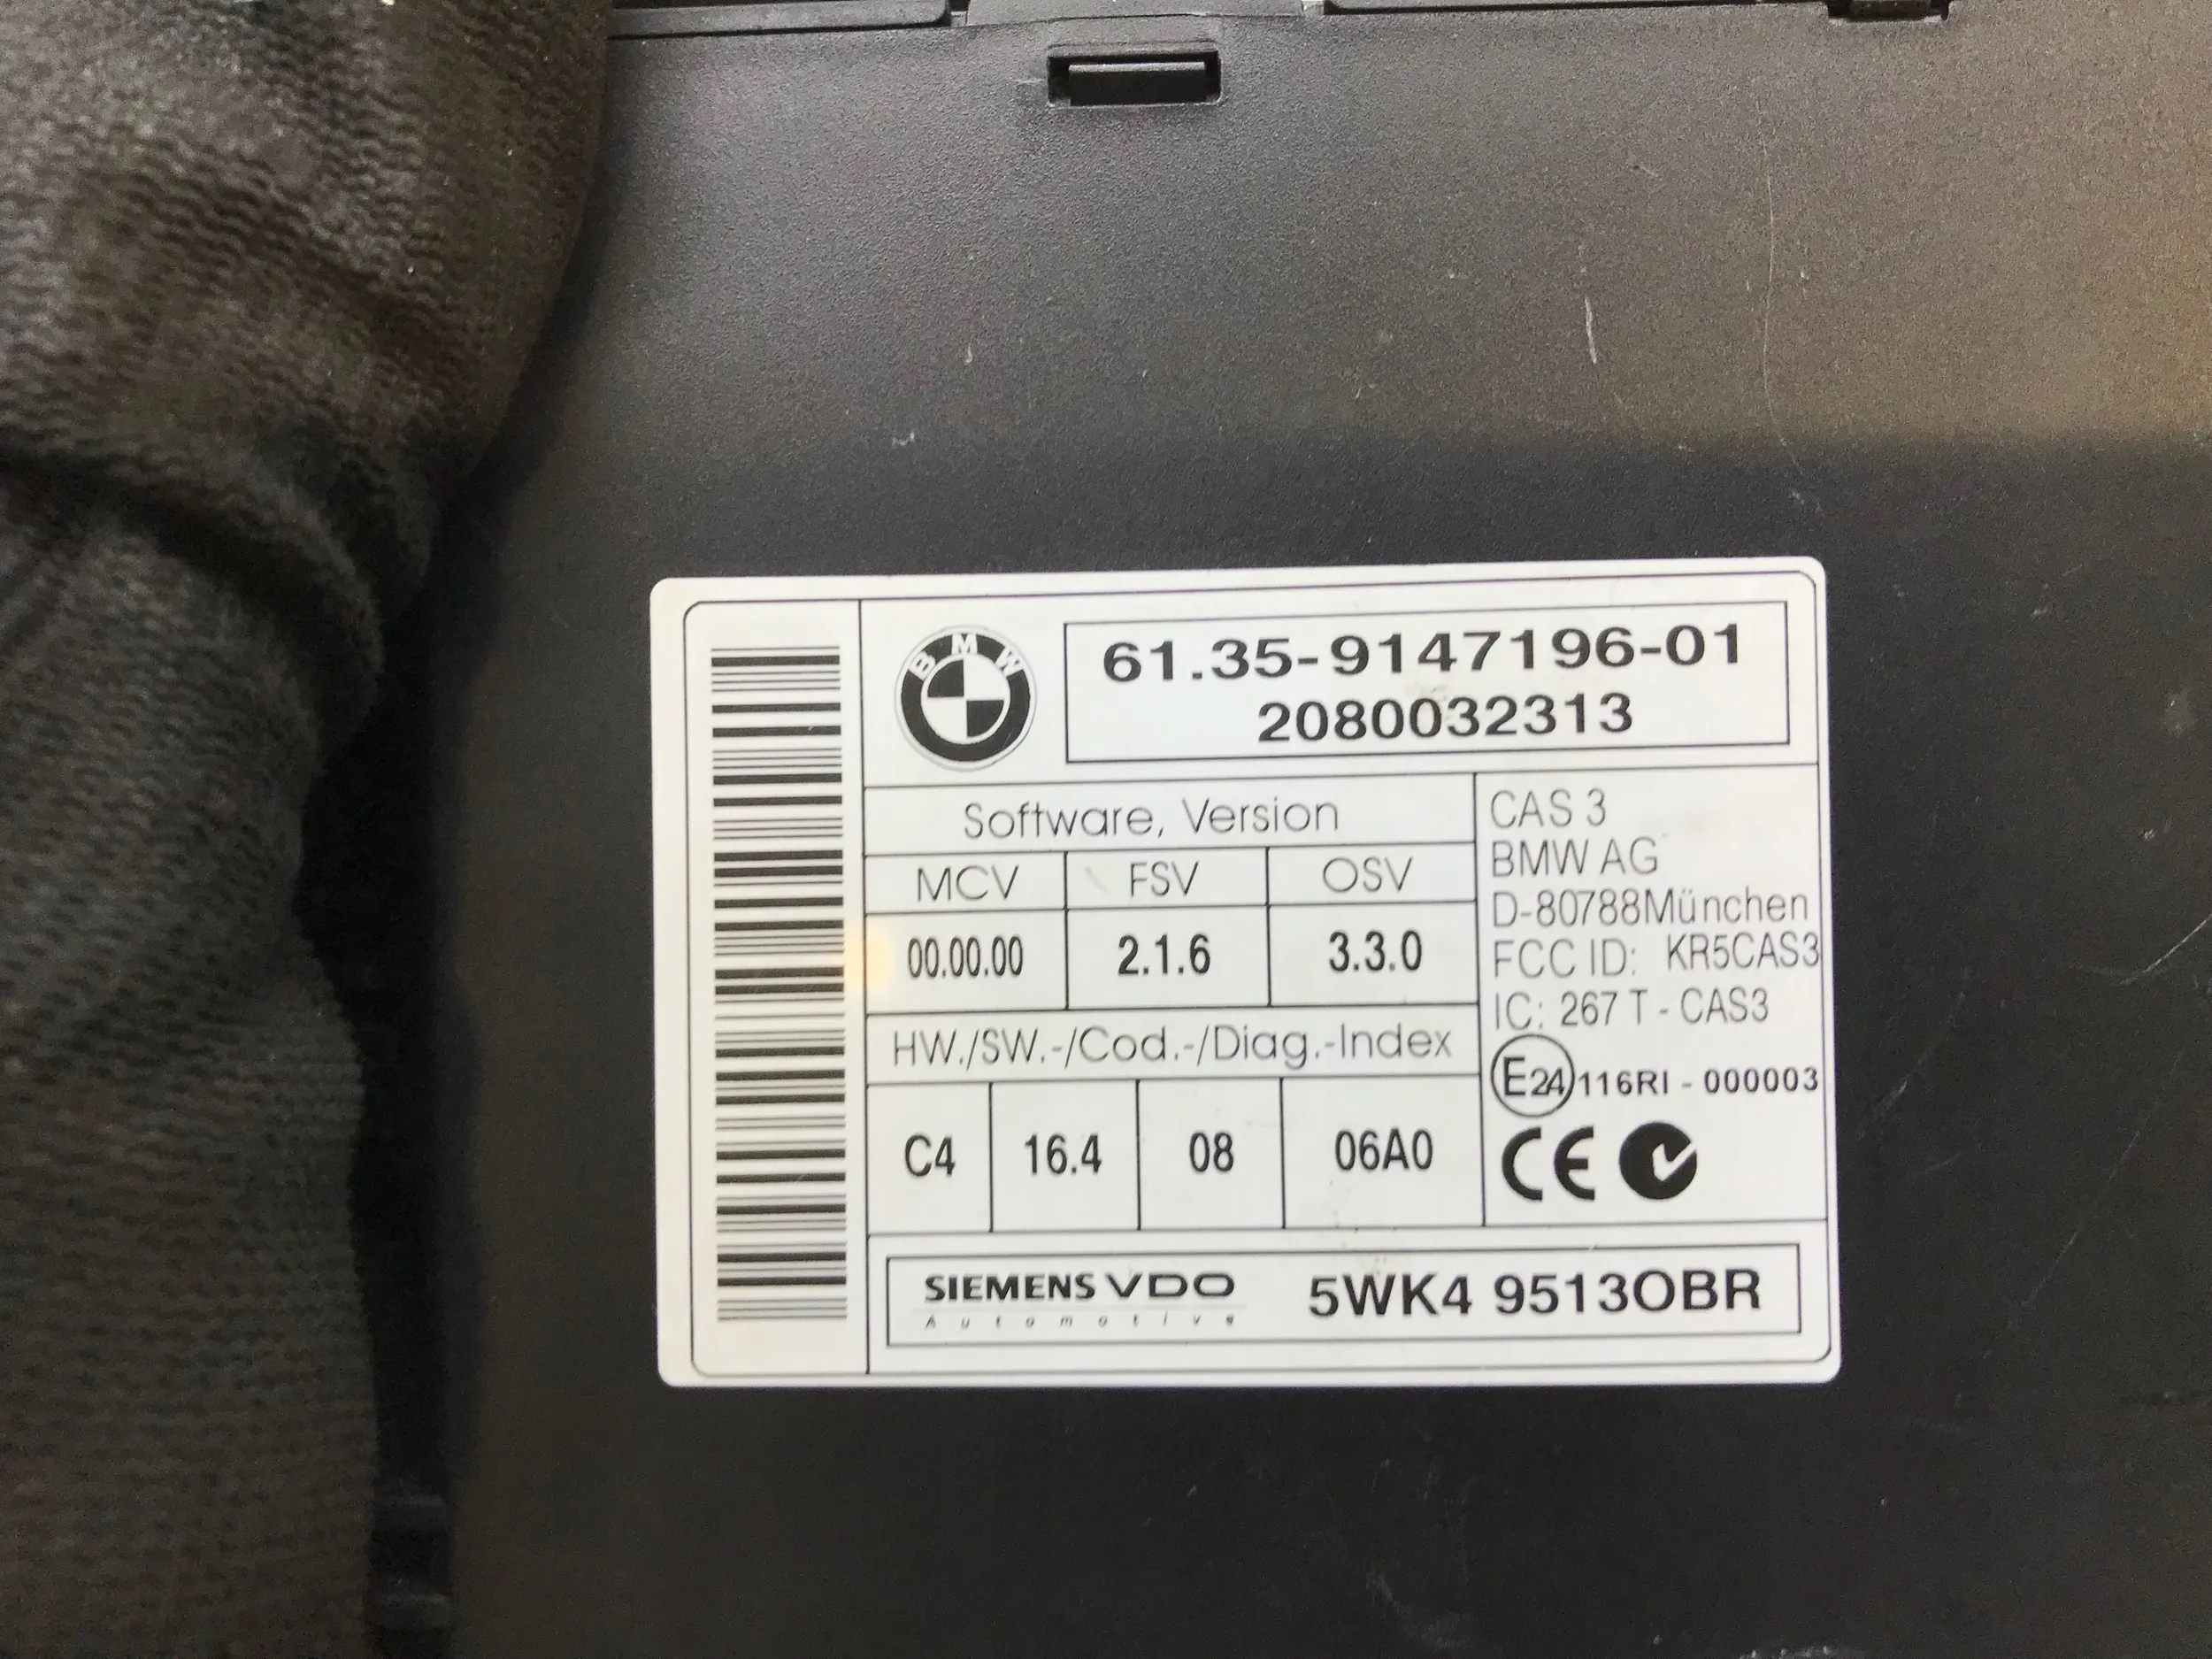 BMW
61.35-9147196-01
2080032313
Software, Version
MCV FSV OSV
00.00.00 2.1.6 3.3.0
HW./SW.-/Cod.-/Diag.-Index
C4 16.4 08 06A0
CAS 3
BMW AG
D-80788München
FCC ID: KR5CAS3
IC: 267 T - CAS3
E24 116RI - 000003
CE
SIEMENS VDO
Automotive
5WK4 9513OBR